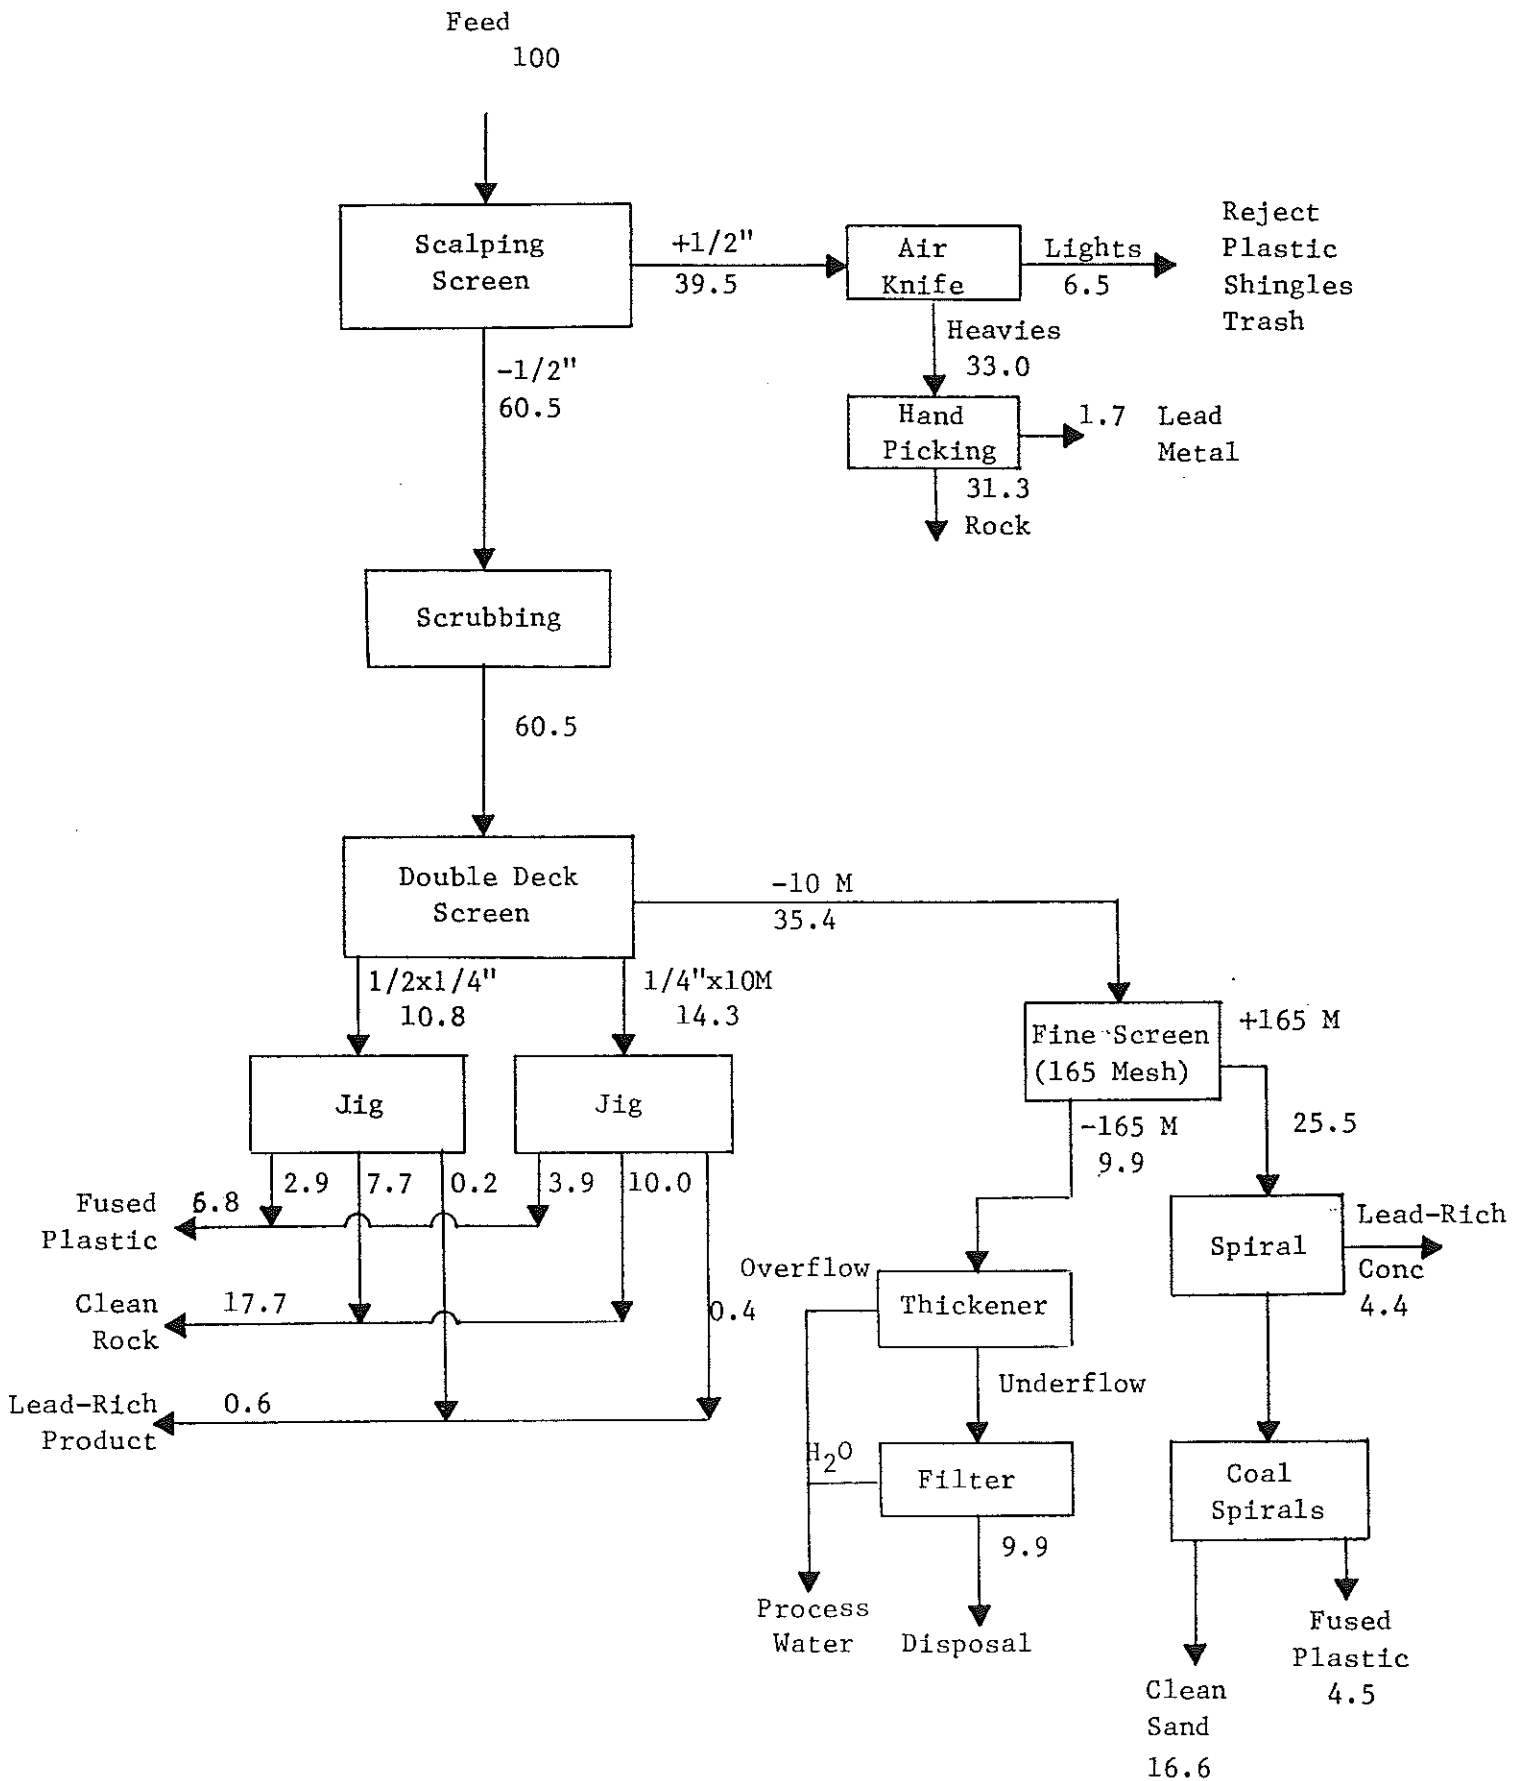 Feed
100
Scalping
Screen
+1/2"
39.5
Air
Knife
Lights
6.5
Reject
Plastic
Shingles
Trash
Heavies
33.0
-1/2"
60.5
Hand
Picking
1.7 Lead
Metal
31.3
Rock
Scrubbing
60.5
Double Deck
Screen
-10 M
35.4
1/2x1/4"
10.8
1/4"x10M
14.3
Fine Screen
(165 Mesh)
+165 M
Jig
Jig
-165 M
9.9
25.5
2.9
7.7
0.2
3.9
10.0
Fused
Plastic
6.8
Spiral
Lead-Rich
Conc
4.4
Overflow
Thickener
Clean
Rock
17.7
0.4
Underflow
Lead-Rich
Product
0.6
H2O
Filter
9.9
Coal
Spirals
Process
Water
Disposal
Fused
Plastic
4.5
Clean
Sand
16.6